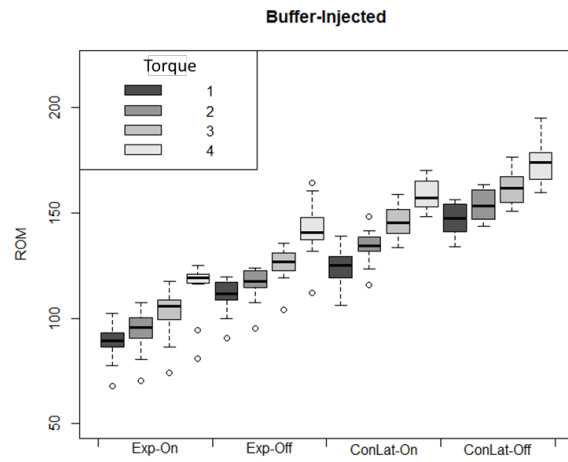 Buffer-Injected
Torque
1
2
3
4
200
150
100
50
ROM
Exp-On
Exp-Off
ConLat-On
ConLat-Off